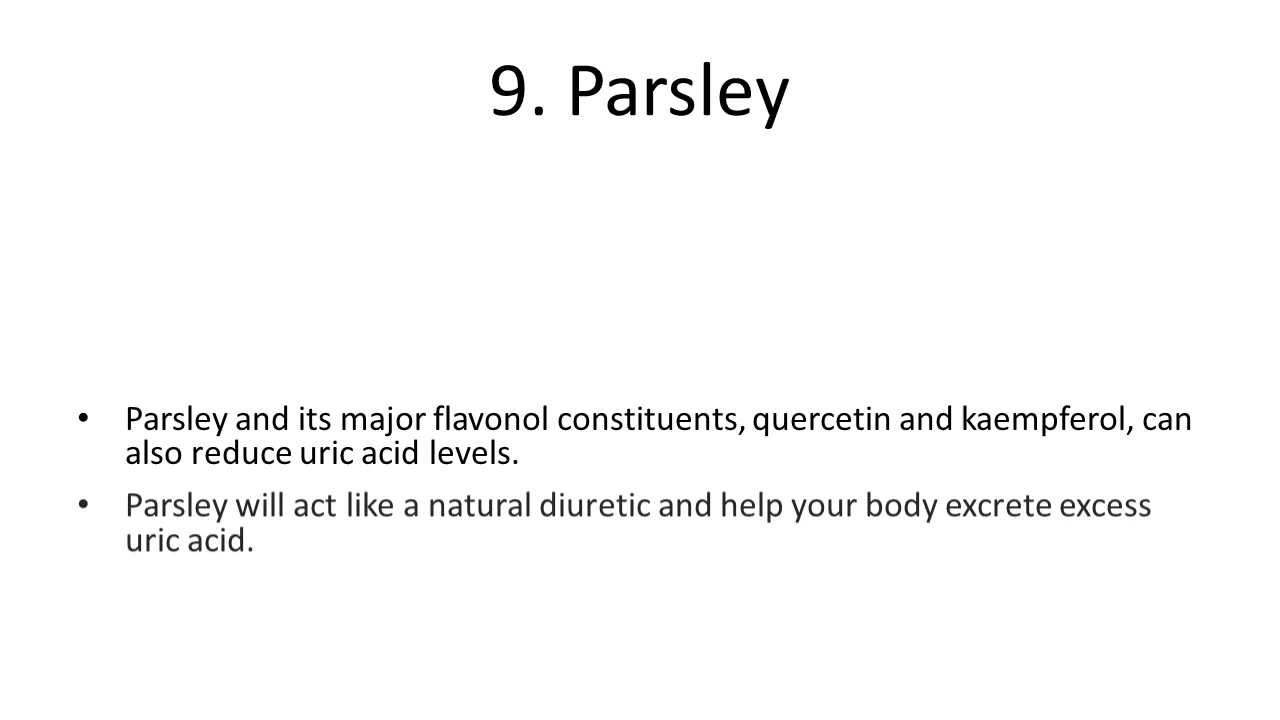 9. Parsley
• Parsley and its major flavonol constituents, quercetin and kaempferol, can
also reduce uric acid levels.
• Parsley will act like a natural diuretic and help your body excrete excess
uric acid.